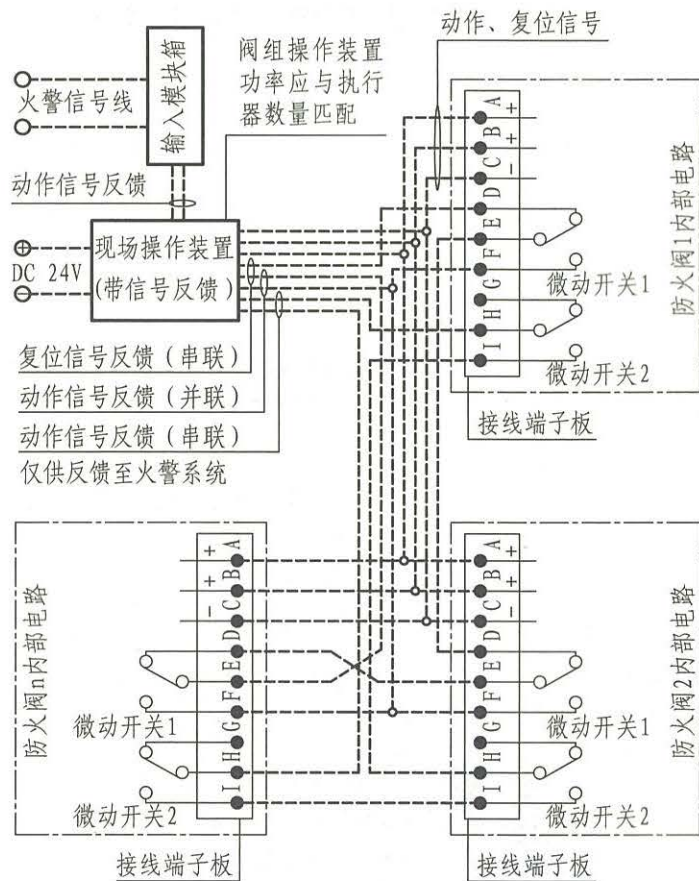 动作、复位信号
输入模块箱
火警信号线
阀组操作装置
功率应与执行
器数量匹配
动作信号反馈
现场操作装置
(带信号反馈)
DC 24V
复位信号反馈(串联)
动作信号反馈(并联)
动作信号反馈(串联)
仅供反馈至火警系统
A +
B +
C -
D
E
F
G
H
I
微动开关1
微动开关2
防火阀1内部电路
接线端子板
防火阀n内部电路
+ A
+ B
- C
D
E
F
G
H
I
微动开关1
微动开关2
接线端子板
A +
B +
C -
D
E
F
G
H
I
微动开关1
微动开关2
防火阀2内部电路
接线端子板